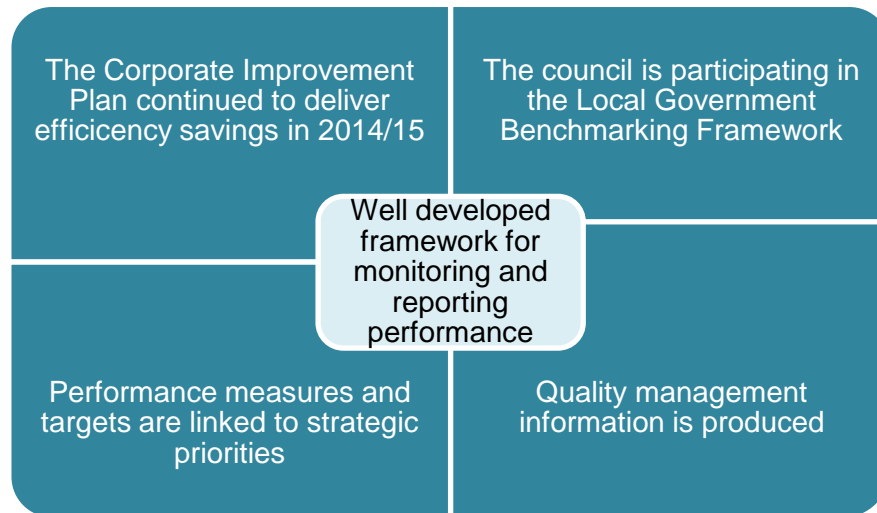 The Corporate Improvement
Plan continued to deliver
efficicency savings in 2014/15
The council is participating in
the Local Government
Benchmarking Framework
Well developed
framework for
monitoring and
reporting
performance
Performance measures and
targets are linked to strategic
priorities
Quality management
information is produced